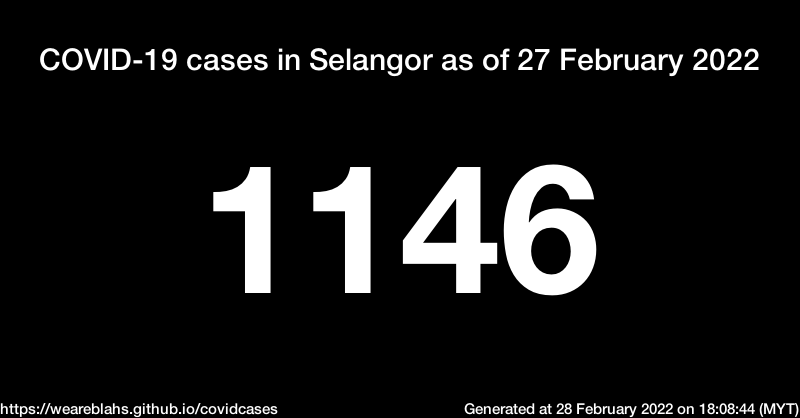 COVID-19 cases in Selangor as of 27 February 2022
1146
https://weareblahs.github.io/covidcases
Generated at 28 February 2022 on 18:08:44 (MYT)